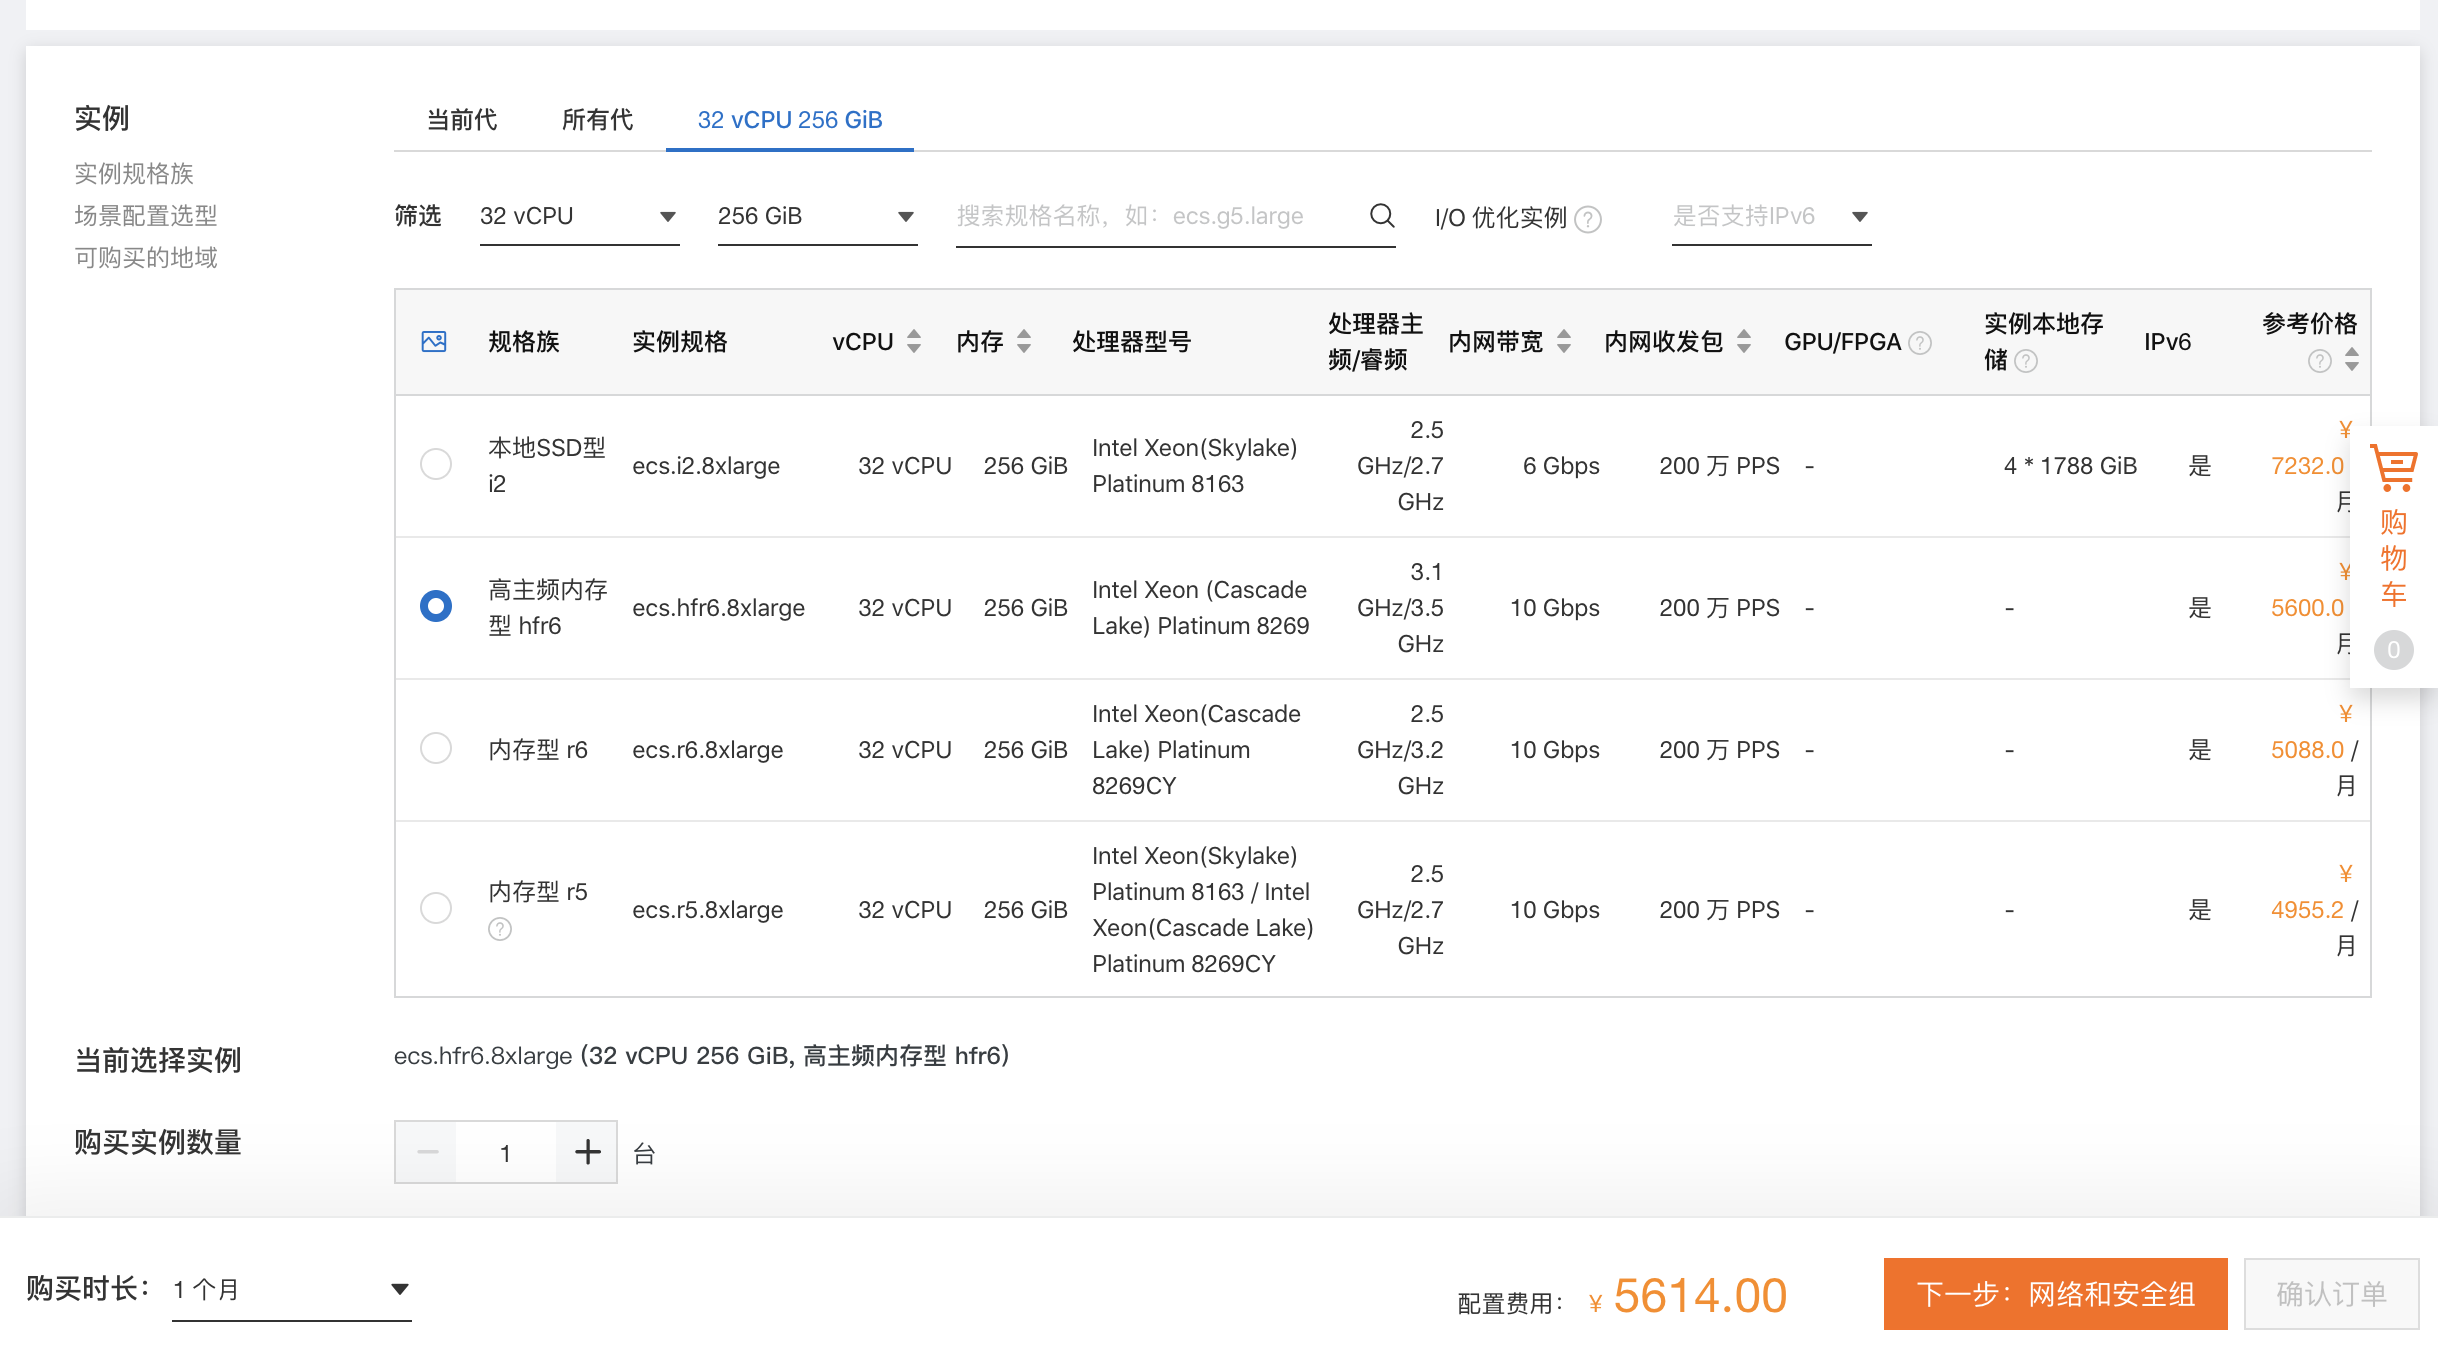 实例
实例规格族
场景配置选型
可购买的地域
当前代 所有代 32 vCPU 256 GiB
筛选 32 vCPU 256 GiB 搜索规格名称，如：ecs.g5.large I/O 优化实例 ? 是否支持IPv6
规格族 实例规格 vCPU 内存 处理器型号 处理器主频/睿频 内网带宽 内网收发包 GPU/FPGA ? 实例本地存储 ? IPv6 参考价格 ?
本地SSD型 i2 ecs.i2.8xlarge 32 vCPU 256 GiB Intel Xeon(Skylake) Platinum 8163 2.5 GHz/2.7 GHz 6 Gbps 200 万 PPS - 4 * 1788 GiB 是 ¥ 7232.0 月
高主频内存型 hfr6 ecs.hfr6.8xlarge 32 vCPU 256 GiB Intel Xeon (Cascade Lake) Platinum 8269 3.1 GHz/3.5 GHz 10 Gbps 200 万 PPS - - 是 ¥ 5600.0 月
内存型 r6 ecs.r6.8xlarge 32 vCPU 256 GiB Intel Xeon(Cascade Lake) Platinum 8269CY 2.5 GHz/3.2 GHz 10 Gbps 200 万 PPS - - 是 ¥ 5088.0 / 月
内存型 r5 ? ecs.r5.8xlarge 32 vCPU 256 GiB Intel Xeon(Skylake) Platinum 8163 / Intel Xeon(Cascade Lake) Platinum 8269CY 2.5 GHz/2.7 GHz 10 Gbps 200 万 PPS - - 是 ¥ 4955.2 / 月
购物车
0
当前选择实例 ecs.hfr6.8xlarge (32 vCPU 256 GiB, 高主频内存型 hfr6)
购买实例数量 1 台
购买时长： 1 个月 配置费用： ¥ 5614.00 下一步：网络和安全组 确认订单